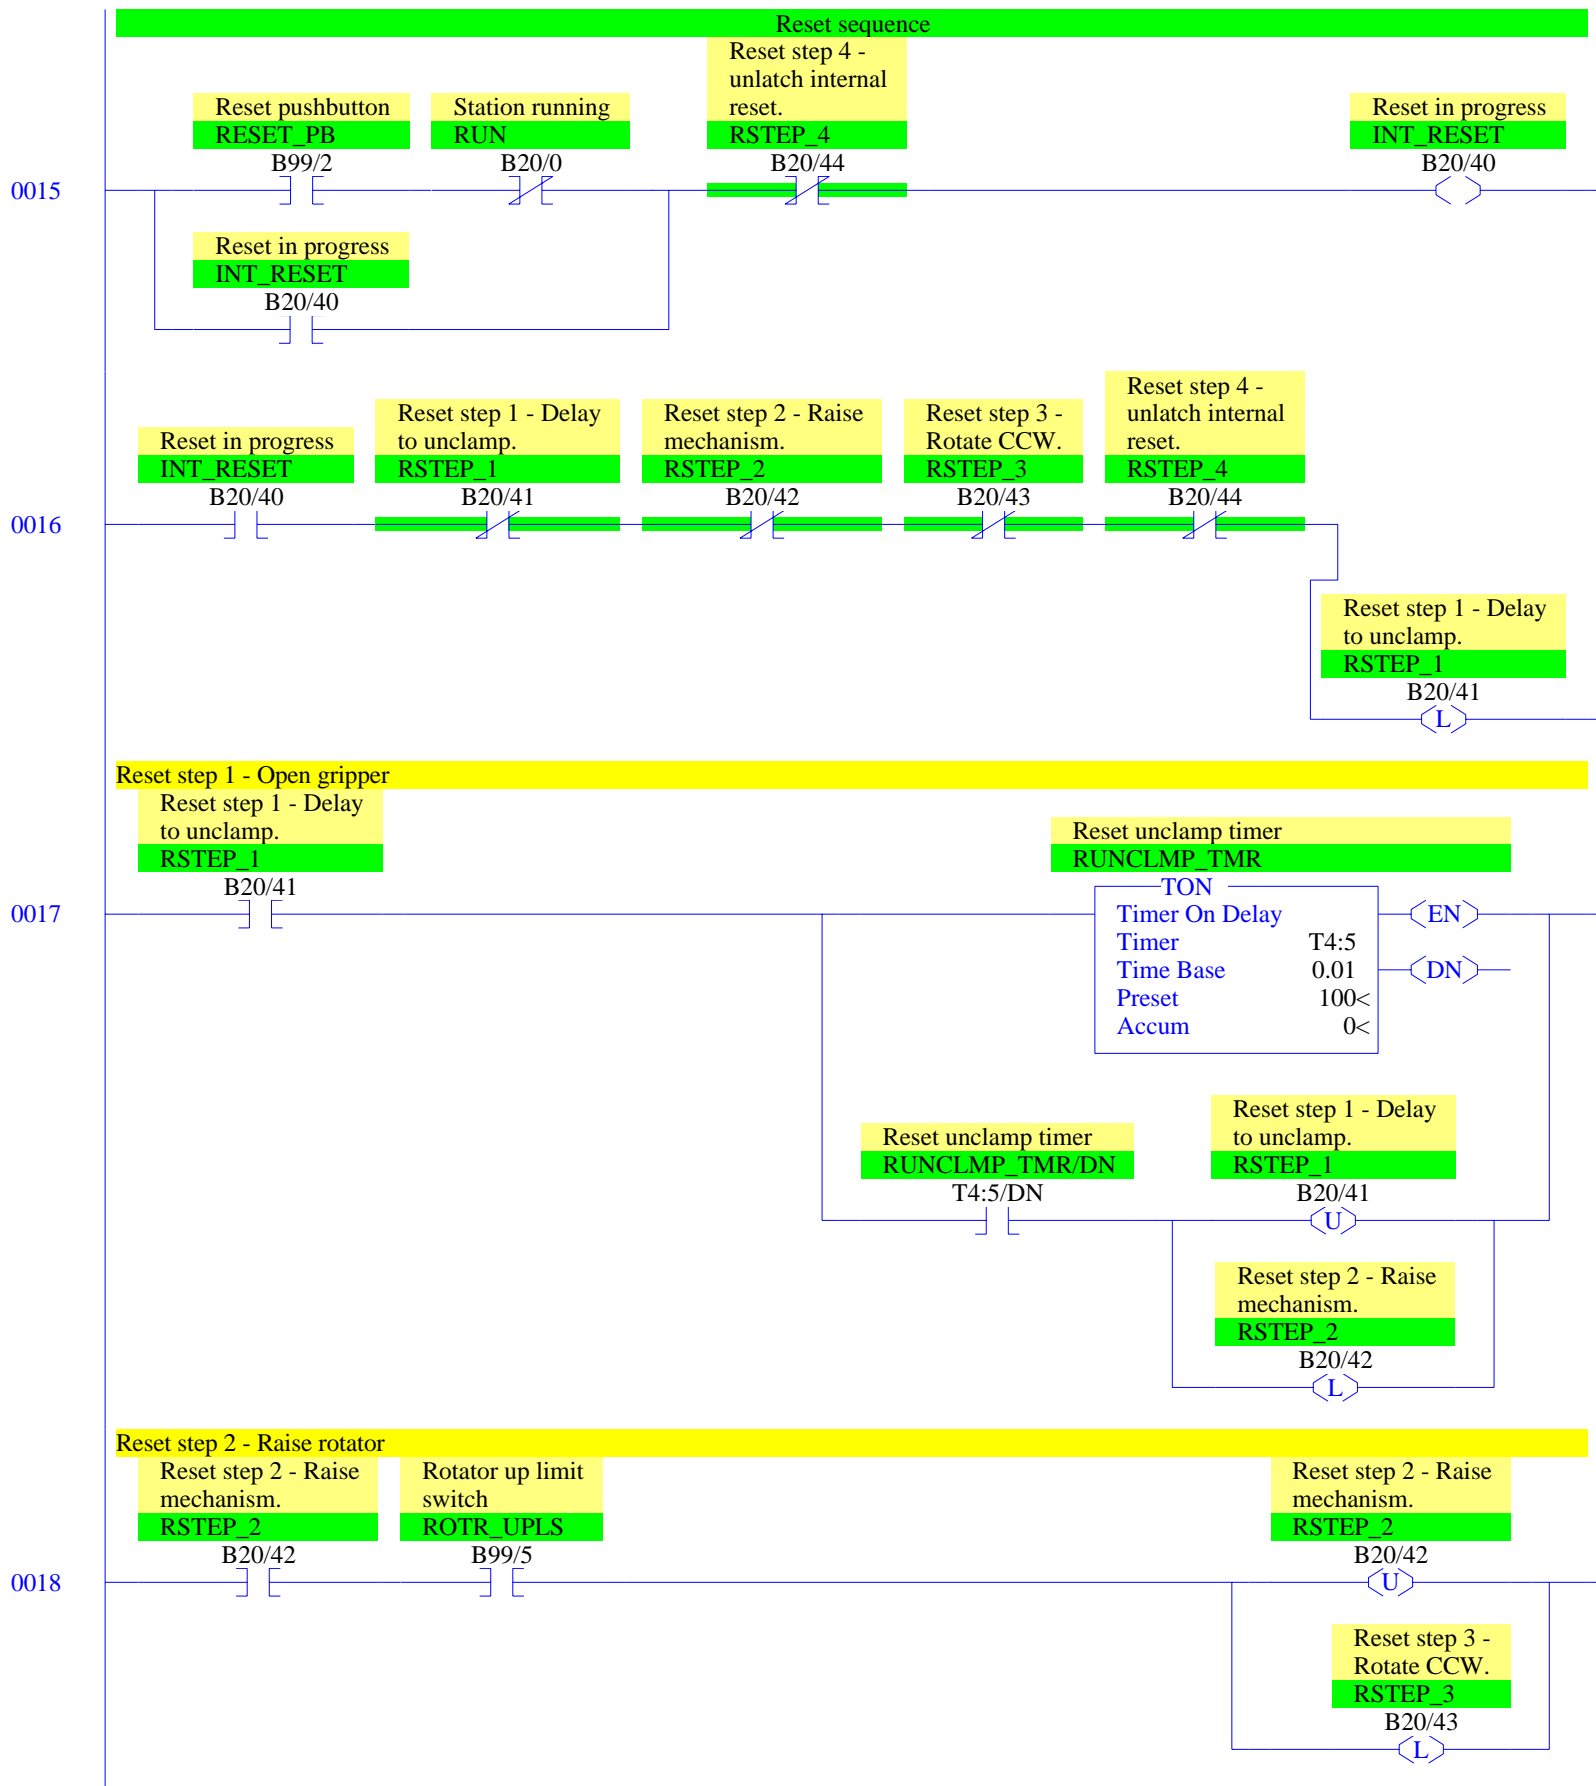 Reset sequence
Reset step 4 -
unlatch internal
reset.
RSTEP_4
B20/44
Reset pushbutton
RESET_PB
B99/2
Station running
RUN
B20/0
Reset in progress
INT_RESET
B20/40
0015
Reset in progress
INT_RESET
B20/40
Reset in progress
INT_RESET
B20/40
Reset step 1 - Delay
to unclamp.
RSTEP_1
B20/41
Reset step 2 - Raise
mechanism.
RSTEP_2
B20/42
Reset step 3 -
Rotate CCW.
RSTEP_3
B20/43
Reset step 4 -
unlatch internal
reset.
RSTEP_4
B20/44
0016
Reset step 1 - Delay
to unclamp.
RSTEP_1
B20/41
L
Reset step 1 - Open gripper
Reset step 1 - Delay
to unclamp.
RSTEP_1
B20/41
0017
Reset unclamp timer
RUNCLMP_TMR
TON
Timer On Delay
Timer T4:5
Time Base 0.01
Preset 100<
Accum 0<
EN
DN
Reset unclamp timer
RUNCLMP_TMR/DN
T4:5/DN
Reset step 1 - Delay
to unclamp.
RSTEP_1
B20/41
U
Reset step 2 - Raise
mechanism.
RSTEP_2
B20/42
L
Reset step 2 - Raise rotator
Reset step 2 - Raise
mechanism.
RSTEP_2
B20/42
Rotator up limit
switch
ROTR_UPLS
B99/5
Reset step 2 - Raise
mechanism.
RSTEP_2
B20/42
0018
U
Reset step 3 -
Rotate CCW.
RSTEP_3
B20/43
L